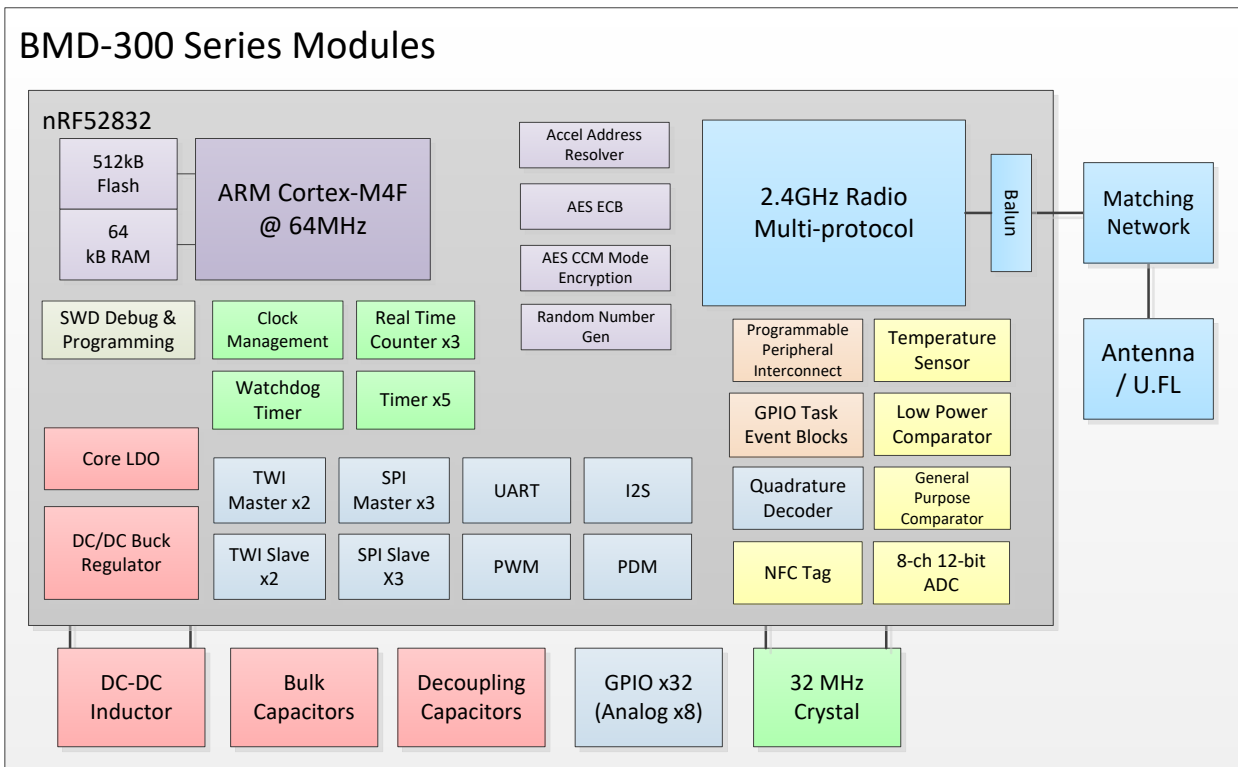 BMD-300 Series Modules
nRF52832
512kB
Flash
64
kB RAM
ARM Cortex-M4F
@ 64MHz
Accel Address
Resolver
AES ECB
AES CCM Mode
Encryption
Random Number
Gen
2.4GHz Radio
Multi-protocol
Balun
Matching
Network
Antenna
/ U.FL
SWD Debug &
Programming
Clock
Management
Real Time
Counter x3
Watchdog
Timer
Timer x5
Programmable
Peripheral
Interconnect
Temperature
Sensor
GPIO Task
Event Blocks
Low Power
Comparator
Core LDO
DC/DC Buck
Regulator
TWI
Master x2
SPI
Master x3
UART
I2S
Quadrature
Decoder
General
Purpose
Comparator
TWI Slave
x2
SPI Slave
X3
PWM
PDM
NFC Tag
8-ch 12-bit
ADC
DC-DC
Inductor
Bulk
Capacitors
Decoupling
Capacitors
GPIO x32
(Analog x8)
32 MHz
Crystal